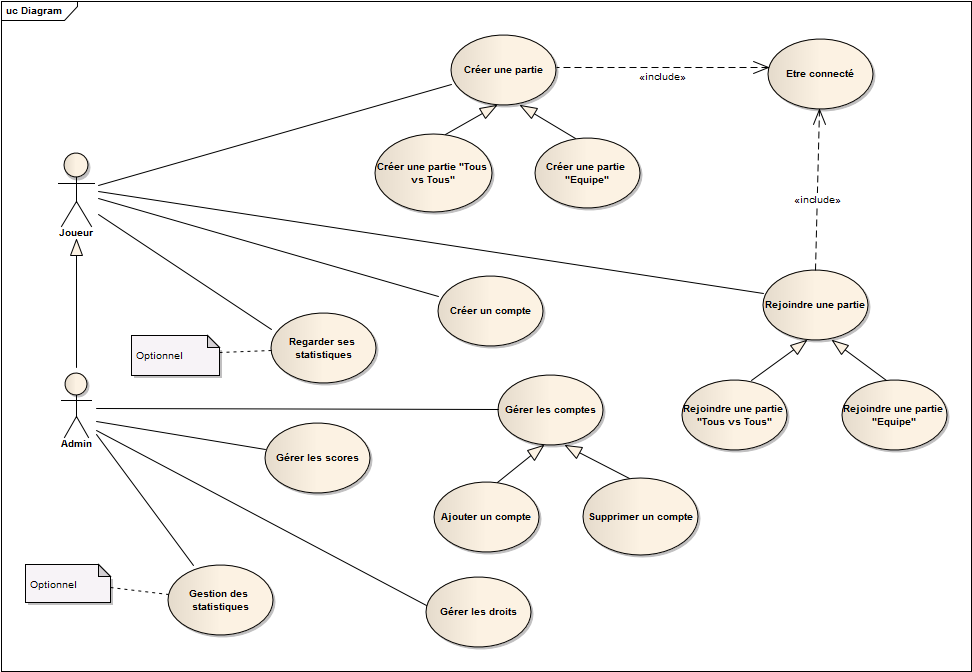 uc Diagram
Créer une partie
«include»
Etre connecté
Créer une partie "Tous
vs Tous"
Créer une partie
"Equipe"
«include»
Joueur
Créer un compte
Rejoindre une partie
Regarder ses
statistiques
Optionnel
Gérer les comptes
Rejoindre une partie
"Tous vs Tous"
Rejoindre une partie
"Equipe"
Admin
Gérer les scores
Ajouter un compte
Supprimer un compte
Optionnel
Gestion des
statistiques
Gérer les droits